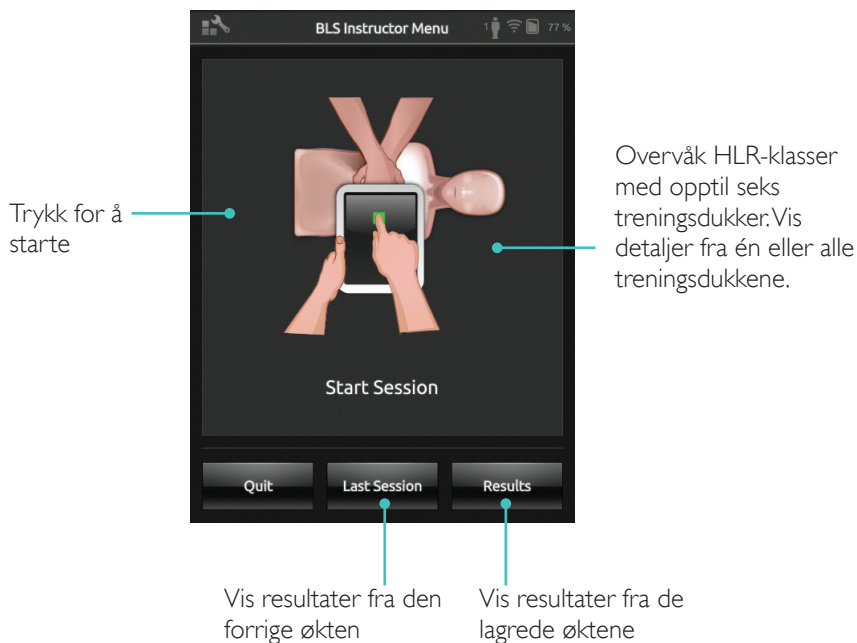 BLS Instructor Menu
1
77 %
Trykk for å
starte
Overvåk HLR-klasser
med opptil seks
treningsdukker. Vis
detaljer fra én eller alle
treningsdukkene.
Start Session
Quit
Last Session
Results
Vis resultater fra den
forrige økten
Vis resultater fra de
lagrede øktene